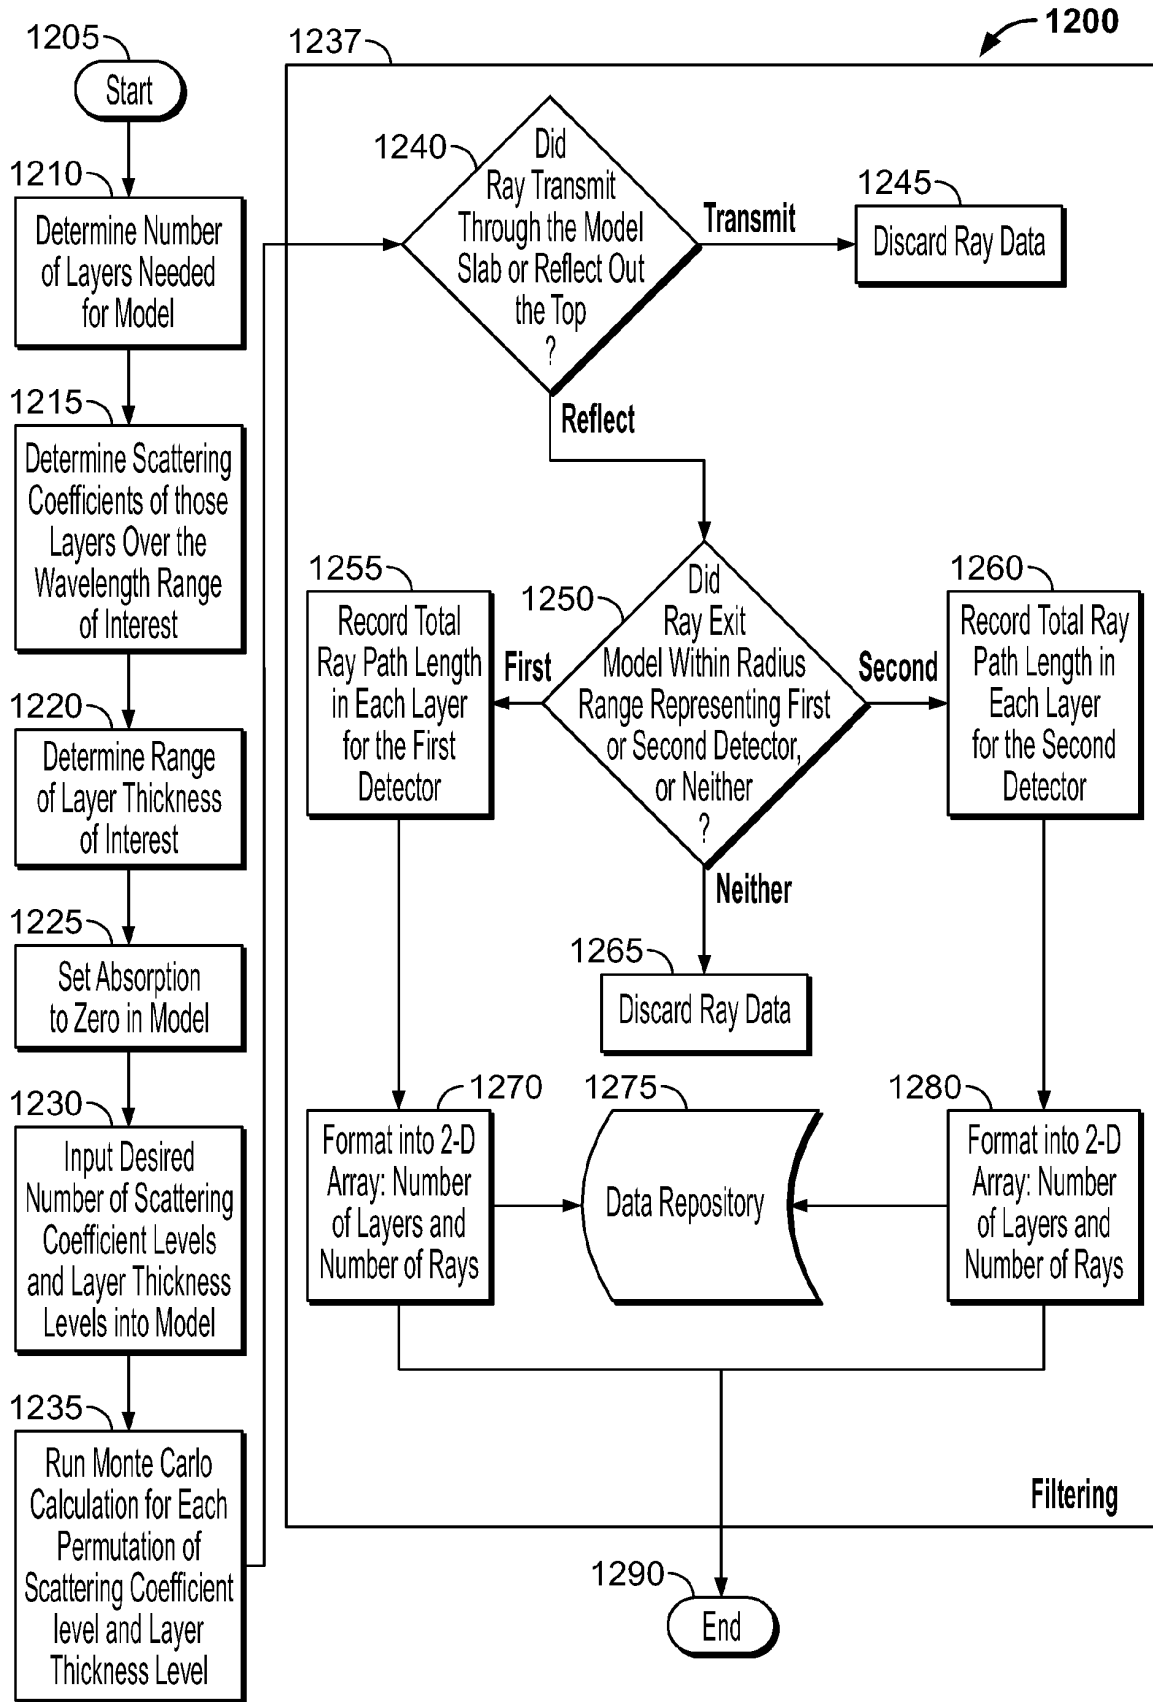 1200
1205
Start
1210
Determine Number
of Layers Needed
for Model
1215
Determine Scattering
Coefficients of those
Layers Over the
Wavelength Range
of Interest
1220
Determine Range
of Layer Thickness
of Interest
1225
Set Absorption
to Zero in Model
1230
Input Desired
Number of Scattering
Coefficient Levels
and Layer Thickness
Levels into Model
1235
Run Monte Carlo
Calculation for Each
Permutation of
Scattering Coefficient
level and Layer
Thickness Level
1237
1240
Did
Ray Transmit
Through the Model
Slab or Reflect Out
the Top
?
Transmit
1245
Discard Ray Data
Reflect
1250
Did
Ray Exit
Model Within Radius
Range Representing First
or Second Detector,
or Neither
?
First
1255
Record Total
Ray Path Length
in Each Layer
for the First
Detector
Second
1260
Record Total Ray
Path Length in
Each Layer
for the Second
Detector
Neither
1265
Discard Ray Data
1270
Format into 2-D
Array: Number
of Layers and
Number of Rays
1275
Data Repository
1280
Format into 2-D
Array: Number
of Layers and
Number of Rays
Filtering
1290
End